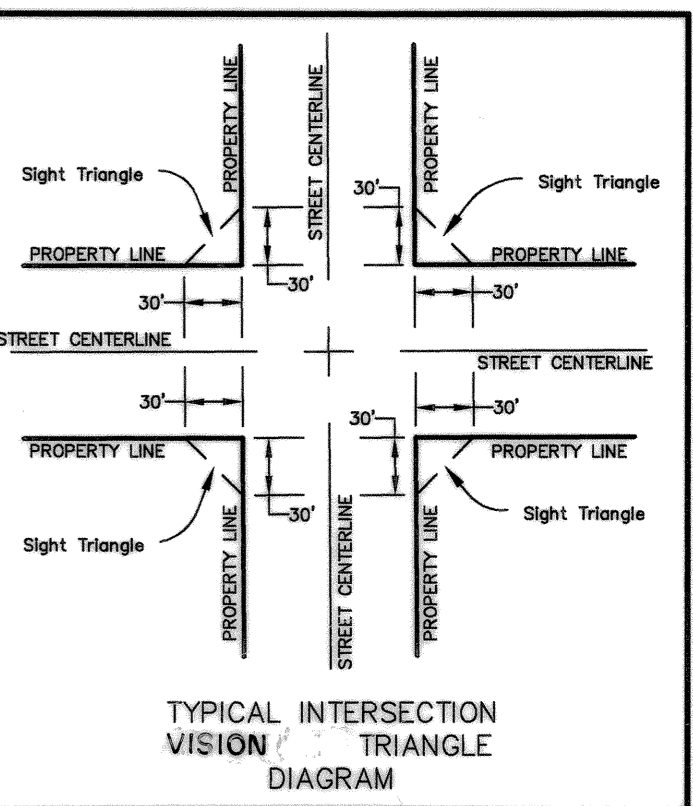 PROPERTY LINE
STREET CENTERLINE
PROPERTY LINE
Sight Triangle
30'
Sight Triangle
PROPERTY LINE
PROPERTY LINE
30'
30'
30'
STREET CENTERLINE
STREET CENTERLINE
30'
30'
30'
PROPERTY LINE
PROPERTY LINE
30'
Sight Triangle
Sight Triangle
PROPERTY LINE
STREET CENTERLINE
PROPERTY LINE
TYPICAL INTERSECTION
VISION TRIANGLE
DIAGRAM